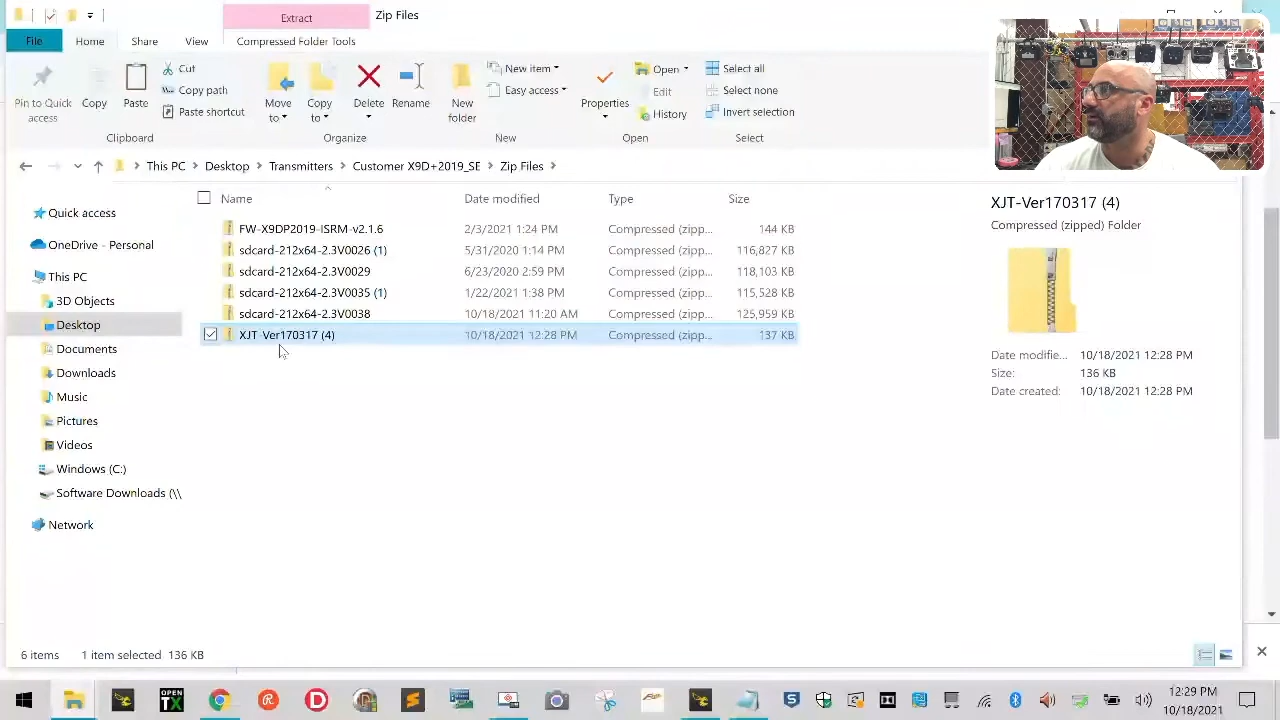 Extract
Zip Files
File
Home
Share
View
Compressed Folder Tools
Pin to Quick access
Copy
Paste
Cut
Copy path
Paste shortcut
Move to
Copy to
Delete
Rename
New folder
New item
Easy access
Properties
Open
Edit
History
Select all
Select none
Invert selection
Clipboard
Organize
New
Open
Select
This PC
Desktop
Transmitters
Customer X9D+2019_SE
Zip Files
Name
Date modified
Type
Size
FW-X9DP2019-ISRM-v2.1.6 2/3/2021 1:24 PM Compressed (zipp... 144 KB
sdcard-212x64-2.3V0026 (1) 5/31/2020 1:14 PM Compressed (zipp... 116,827 KB
sdcard-212x64-2.3V0029 6/23/2020 2:59 PM Compressed (zipp... 118,103 KB
sdcard-212x64-2.3V0035 (1) 1/22/2021 1:38 PM Compressed (zipp... 115,528 KB
sdcard-212x64-2.3V0038 10/18/2021 11:20 AM Compressed (zipp... 125,959 KB
XJT-Ver170317 (4) 10/18/2021 12:28 PM Compressed (zipp... 137 KB
Quick access
OneDrive - Personal
This PC
3D Objects
Desktop
Documents
Downloads
Music
Pictures
Videos
Windows (C:)
Software Downloads (\\
Network
XJT-Ver170317 (4)
Compressed (zipped) Folder
Date modifie... 10/18/2021 12:28 PM
Size: 136 KB
Date created: 10/18/2021 12:28 PM
6 items
1 item selected 136 KB
OPEN
TX
12:29 PM
10/18/2021